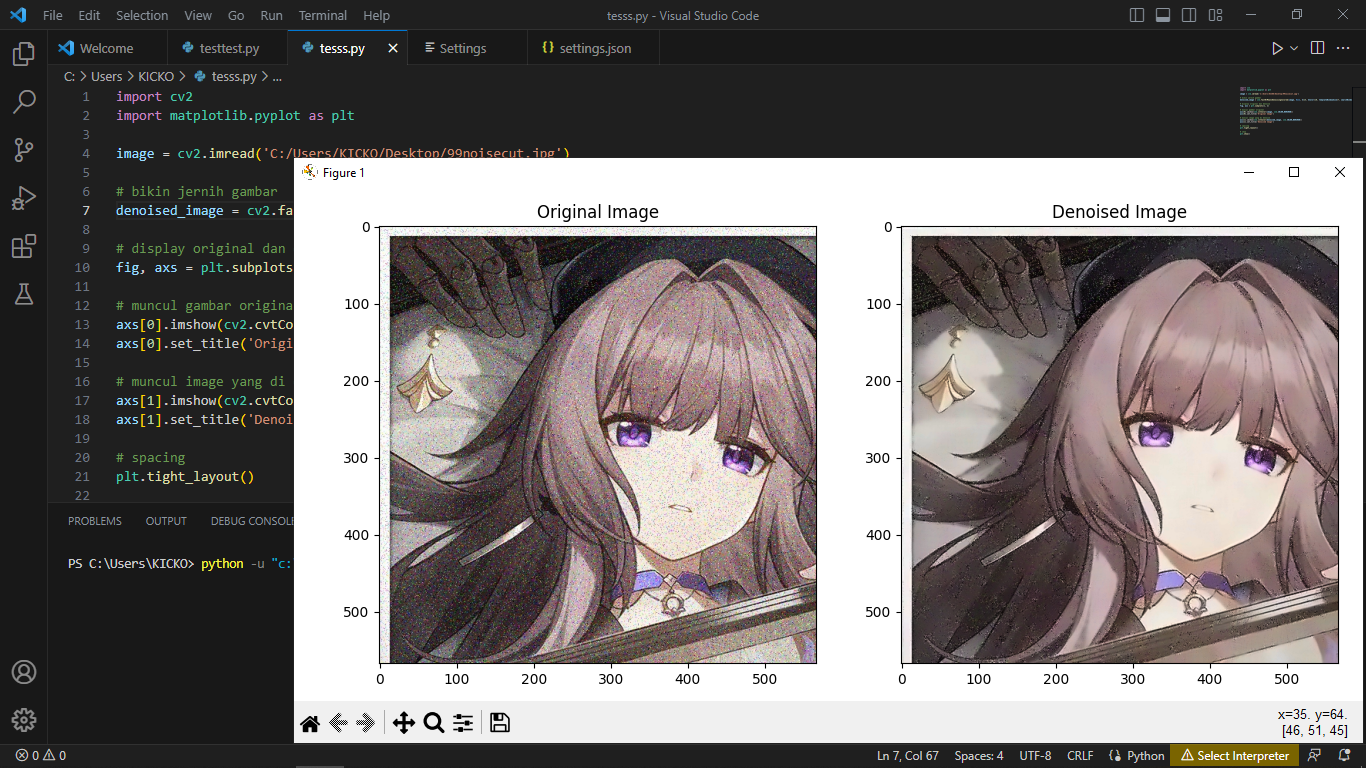 File Edit Selection View Go Run Terminal Help
tesss.py - Visual Studio Code
Welcome testtest.py tesss.py Settings {} settings.json
C: > Users > KICKO > tesss.py > ...
1 import cv2
2 import matplotlib.pyplot as plt
3
4 image = cv2.imread('C:/Users/KICKO/Desktop/99noisecut.jpg')
5
6 # bikin jernih gambar
7 denoised_image = cv2.fa
8
9 # display original dan
10 fig, axs = plt.subplots
11
12 # muncul gambar origina
13 axs[0].imshow(cv2.cvtCo
14 axs[0].set_title('Origi
15
16 # muncul image yang di
17 axs[1].imshow(cv2.cvtCo
18 axs[1].set_title('Denoi
19
20 # spacing
21 plt.tight_layout()
22
PROBLEMS OUTPUT DEBUG CONSOLE
PS C:\Users\KICKO> python -u "c:
Figure 1
Original Image
0
100
200
300
400
500
0 100 200 300 400 500
Denoised Image
0
100
200
300
400
500
0 100 200 300 400 500
x=35. y=64.
[46, 51, 45]
0 0
Ln 7, Col 67 Spaces: 4 UTF-8 CRLF {} Python Select Interpreter